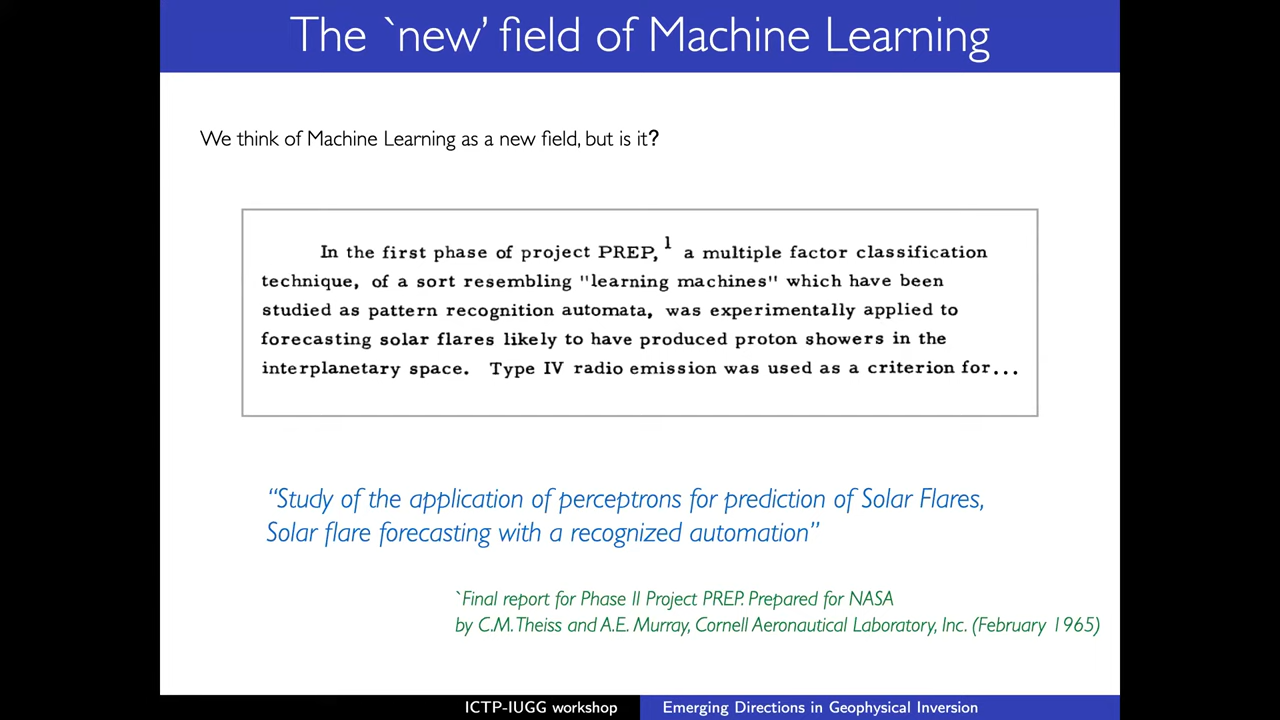 The `new' field of Machine Learning
We think of Machine Learning as a new field, but is it?
In the first phase of project PREP,¹ a multiple factor classification
technique, of a sort resembling "learning machines" which have been
studied as pattern recognition automata, was experimentally applied to
forecasting solar flares likely to have produced proton showers in the
interplanetary space. Type IV radio emission was used as a criterion for...
“Study of the application of perceptrons for prediction of Solar Flares,
Solar flare forecasting with a recognized automation”
`Final report for Phase II Project PREP. Prepared for NASA
by C.M. Theiss and A.E. Murray, Cornell Aeronautical Laboratory, Inc. (February 1965)
ICTP-IUGG workshop
Emerging Directions in Geophysical Inversion